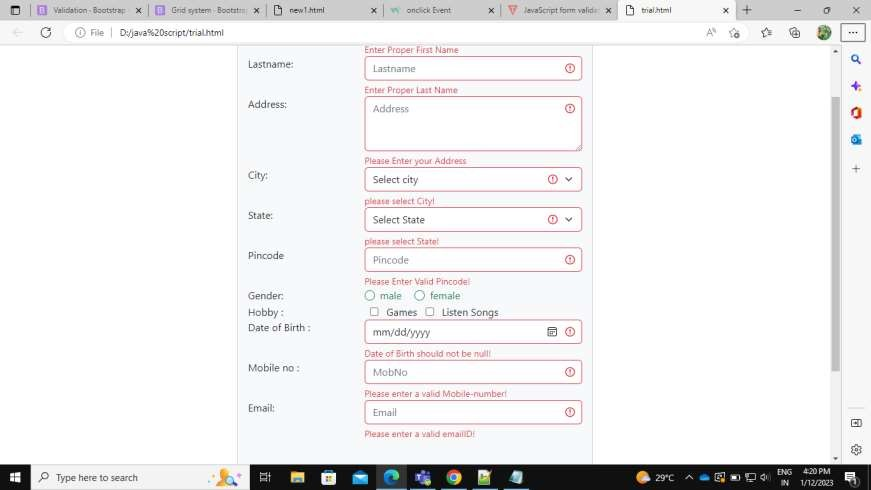 Validation - Bootstrap
Grid system - Bootstrap
new1.html
onclick Event
JavaScript form valida
trial.html
File
D:/java%20script/trial.html
Enter Proper First Name
Lastname:
Lastname
Enter Proper Last Name
Address:
Address
Please Enter your Address
City:
Select city
please select City!
State:
Select State
please select State!
Pincode
Pincode
Please Enter Valid Pincode!
Gender:
male
female
Hobby :
Games
Listen Songs
Date of Birth :
mm/dd/yyyy
Date of Birth should not be null!
Mobile no :
MobNo
Please enter a valid Mobile-number!
Email:
Email
Please enter a valid emailID!
Type here to search
29°C
ENG
IN
4:20 PM
1/12/2023